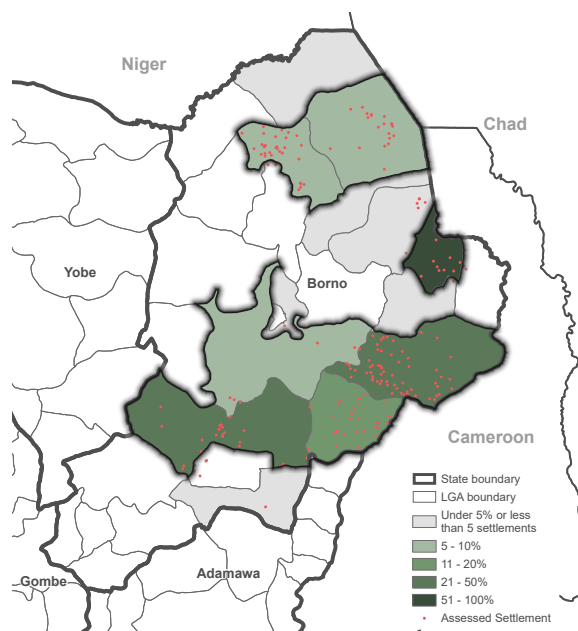 Niger
Chad
Yobe
Borno
Cameroon
State boundary
LGA boundary
Under 5% or less
than 5 settlements
5 - 10%
11 - 20%
21 - 50%
51 - 100%
Assessed Settlement
Gombe
Adamawa